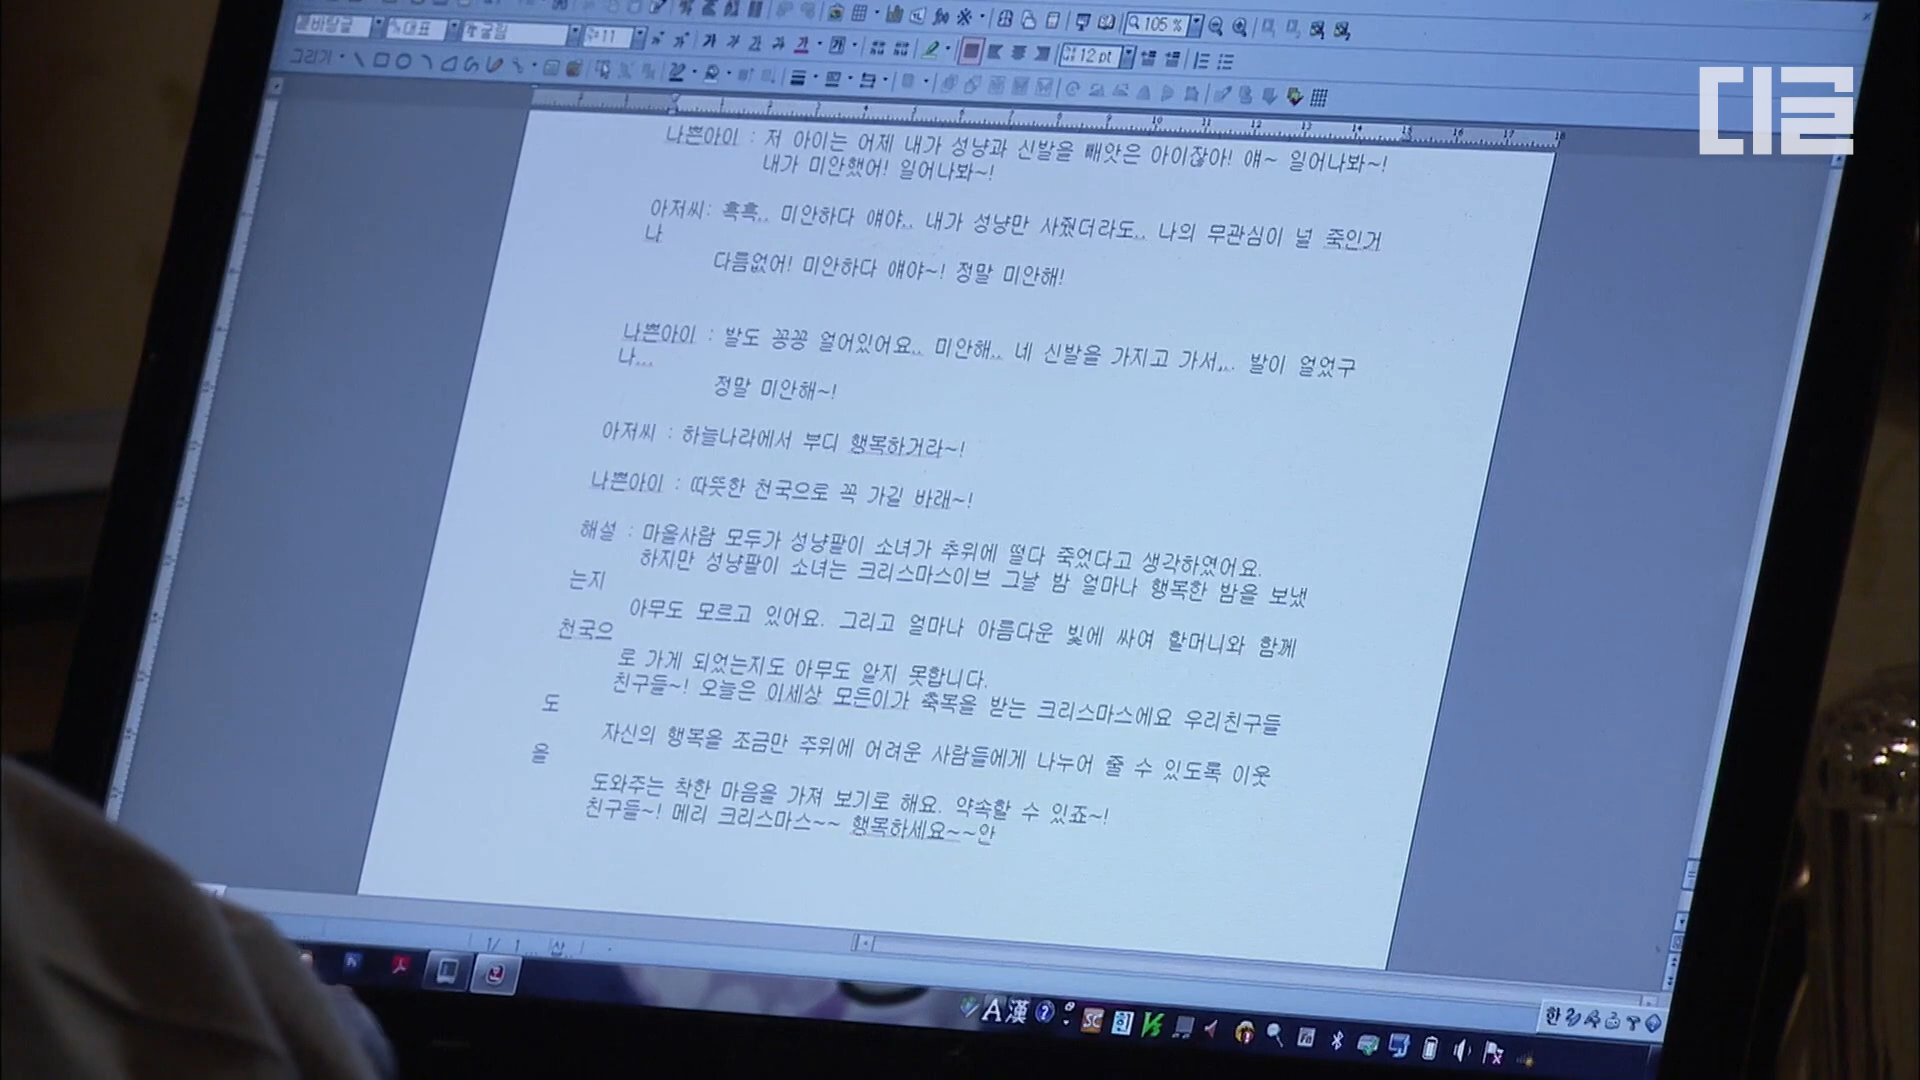 다큐
바탕글 대표 굴림 11 105 % 12 pt
그리기
나쁜아이 : 저 아이는 어제 내가 성냥과 신발을 빼앗은 아이잖아! 얘~ 일어나봐~!
내가 미안했어! 일어나봐~!
아저씨: 흑흑.. 미안하다 얘야.. 내가 성냥만 사줬더라도.. 나의 무관심이 널 죽인거
나
다름없어! 미안하다 얘야~! 정말 미안해!
나쁜아이 : 발도 꽁꽁 얼어있어요.. 미안해.. 네 신발을 가지고 가서... 발이 얼었구
나...
정말 미안해~!
아저씨 : 하늘나라에서 부디 행복하거라~!
나쁜아이 : 따뜻한 천국으로 꼭 가길 바래~!
해설 : 마을사람 모두가 성냥팔이 소녀가 추위에 떨다 죽었다고 생각하였어요.
하지만 성냥팔이 소녀는 크리스마스이브 그날 밤 얼마나 행복한 밤을 보냈
는지
아무도 모르고 있어요. 그리고 얼마나 아름다운 빛에 싸여 할머니와 함께
천국으
로 가게 되었는지도 아무도 알지 못합니다.
친구들~! 오늘은 이세상 모든이가 축복을 받는 크리스마스에요 우리친구들
도
자신의 행복을 조금만 주위에 어려운 사람들에게 나누어 줄 수 있도록 이웃
을
도와주는 착한 마음을 가져 보기로 해요. 약속할 수 있죠~!
친구들~! 메리 크리스마스~~ 행복하세요~~안
A 漢
한